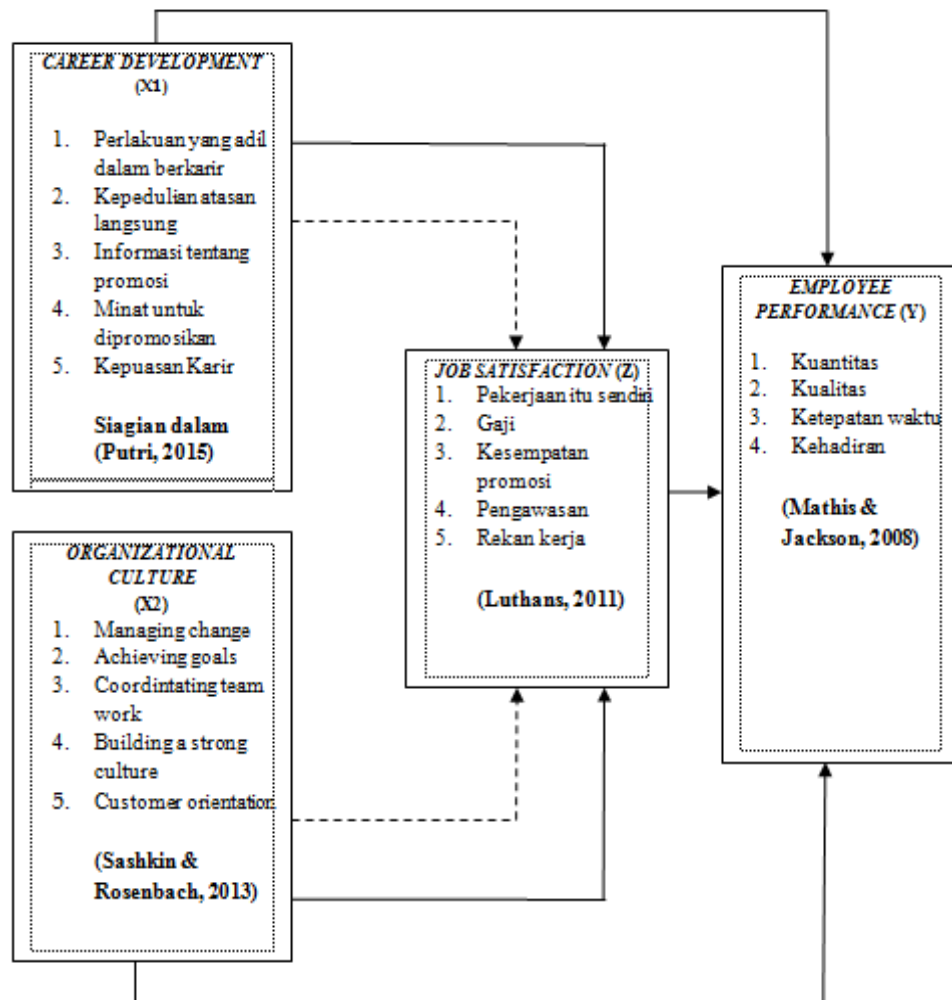 CAREER DEVELOPMENT
(X1)
1. Perlakuan yang adil
dalam berkarir
2. Kepedulian atasan
langsung
3. Informasi tentang
promosi
4. Minat untuk
dipromosikan
5. Kepuasan Karir
Siagian dalam
(Putri, 2015)
ORGANIZATIONAL
CULTURE
(X2)
1. Managing change
2. Achieving goals
3. Coordintating team
work
4. Building a strong
culture
5. Customer orientation
(Sashkin &
Rosenbach, 2013)
JOB SATISFACTION (Z)
1. Pekerjaan itu sendiri
2. Gaji
3. Kesempatan
promosi
4. Pengawasan
5. Rekan kerja
(Luthans, 2011)
EMPLOYEE
PERFORMANCE (Y)
1. Kuantitas
2. Kualitas
3. Ketepatan waktu
4. Kehadiran
(Mathis &
Jackson, 2008)